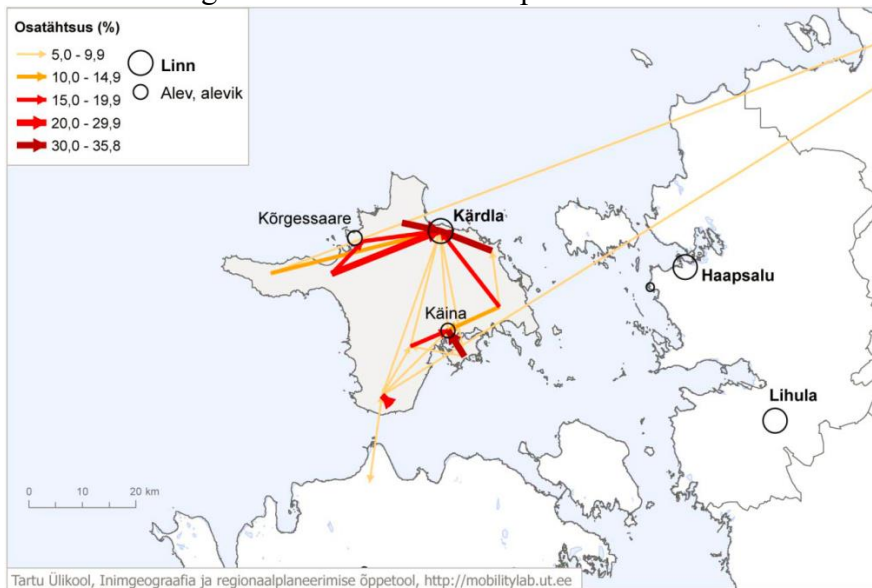 Osatähtsus (%)
5,0 - 9,9
10,0 - 14,9
15,0 - 19,9
20,0 - 29,9
30,0 - 35,8
Linn
Alev, alevik
Kõrgessaare
Kärdla
Haapsalu
Käina
Lihula
0 10 20 km
Tartu Ülikool, Inimgeograafia ja regionaalplaneerimise õppetool, http://mobilitylab.ut.ee